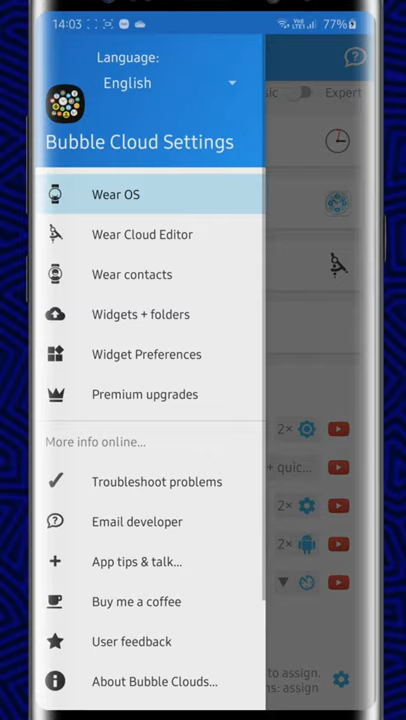 14:03 77%
Language:
English
ic Expert
Bubble Cloud Settings
Wear OS
Wear Cloud Editor
Wear contacts
Widgets + folders
Widget Preferences
Premium upgrades
More info online...
2×
+ quic...
Troubleshoot problems
2×
Email developer
2×
App tips & talk...
Buy me a coffee
User feedback
to assign.
About Bubble Clouds...
ns: assign